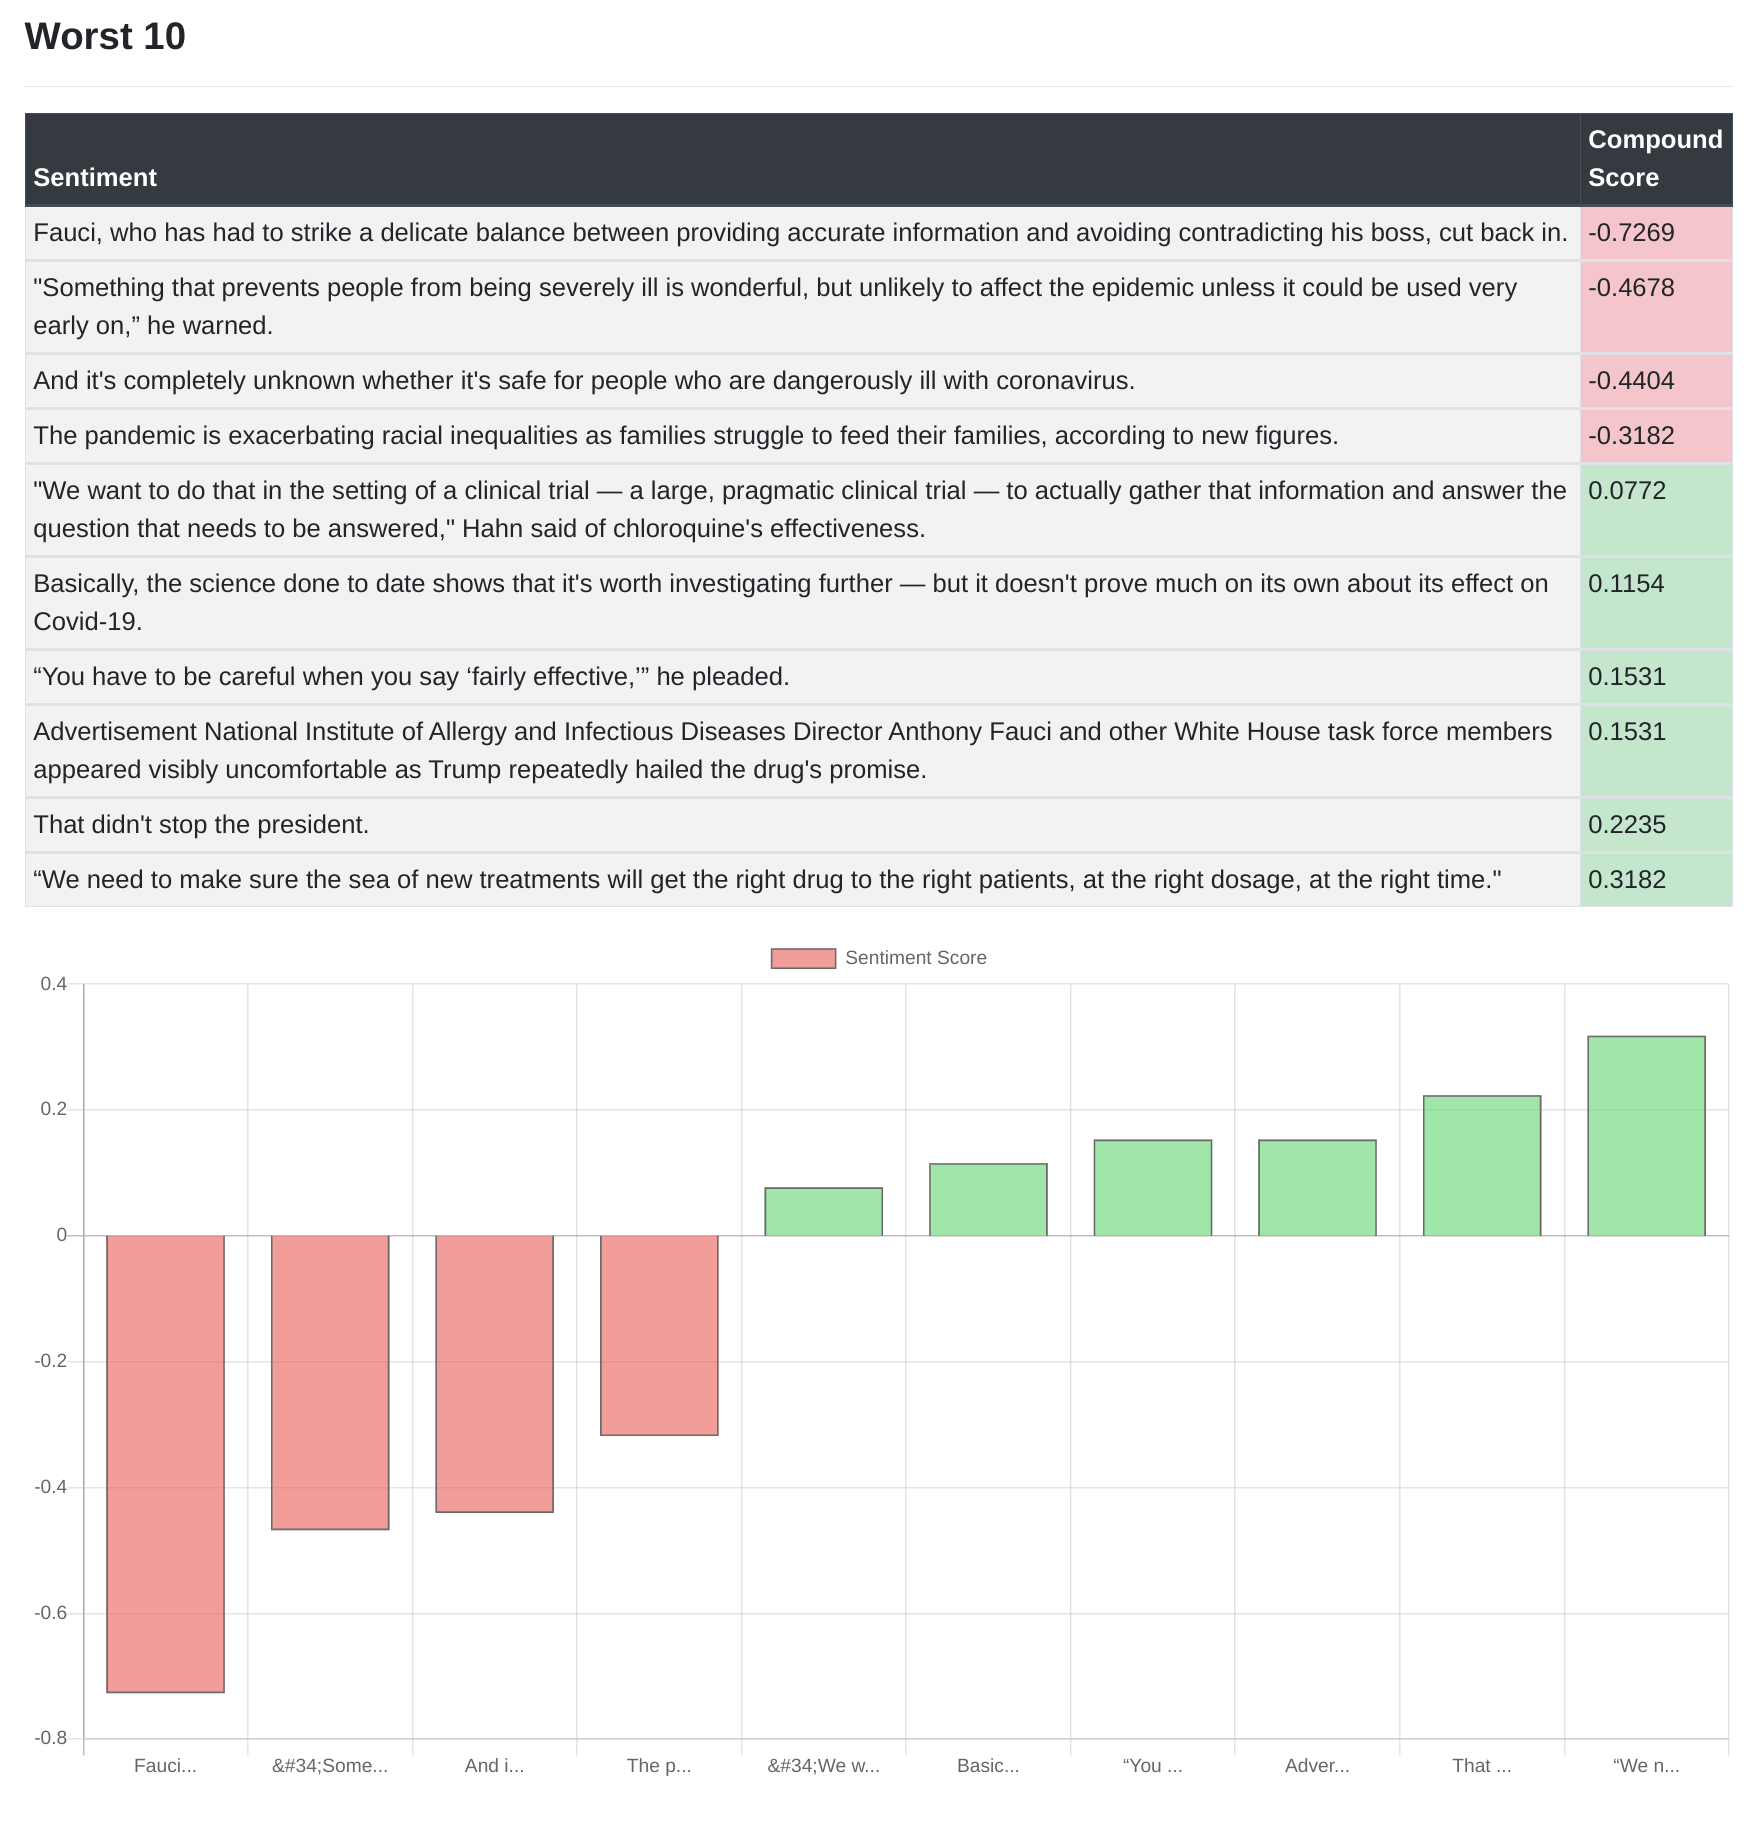 Worst 10
Compound
Sentiment Score
Fauci, who has had to strike a delicate balance between providing accurate information and avoiding contradicting his boss, cut back in. -0.7269
"Something that prevents people from being severely ill is wonderful, but unlikely to affect the epidemic unless it could be used very -0.4678
early on,” he warned.
And it's completely unknown whether it's safe for people who are dangerously ill with coronavirus. -0.4404
The pandemic is exacerbating racial inequalities as families struggle to feed their families, according to new figures. -0.3182
"We want to do that in the setting of a clinical trial — a large, pragmatic clinical trial — to actually gather that information and answer the 0.0772
question that needs to be answered," Hahn said of chloroquine's effectiveness.
Basically, the science done to date shows that it's worth investigating further — but it doesn't prove much on its own about its effect on 0.1154
Covid-19.
“You have to be careful when you say ‘fairly effective,’” he pleaded. 0.1531
Advertisement National Institute of Allergy and Infectious Diseases Director Anthony Fauci and other White House task force members 0.1531
appeared visibly uncomfortable as Trump repeatedly hailed the drug's promise.
That didn't stop the president. 0.2235
“We need to make sure the sea of new treatments will get the right drug to the right patients, at the right dosage, at the right time." 0.3182
Sentiment Score
0.4
0.2
0
-0.2
-0.4
-0.6
-0.8
Fauci... &#34;Some... And i... The p... &#34;We w... Basic... “You ... Adver... That ... “We n...